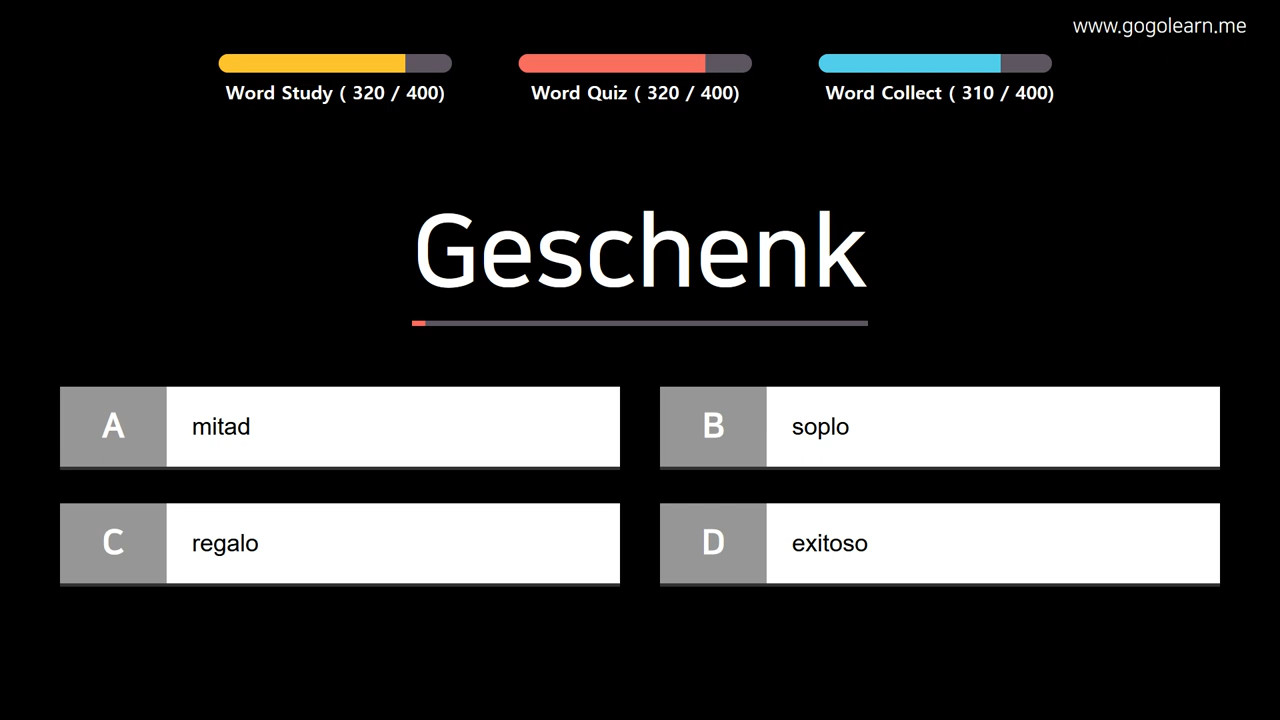 www.gogolearn.me
Word Study ( 320 / 400)
Word Quiz ( 320 / 400)
Word Collect ( 310 / 400)
Geschenk
A mitad
B soplo
C regalo
D exitoso